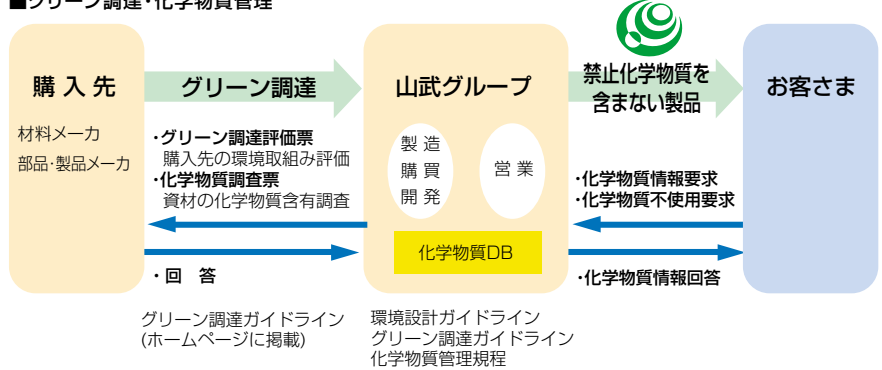 ■グリーン調達・化学物質管理
購入先
材料メーカ
部品・製品メーカ
グリーン調達
・グリーン調達評価票
購入先の環境取組み評価
・化学物質調査票
資材の化学物質含有調査
・回 答
グリーン調達ガイドライン
(ホームページに掲載)
山武グループ
製 造
購 買
開 発
営 業
化学物質DB
環境設計ガイドライン
グリーン調達ガイドライン
化学物質管理規程
禁止化学物質を
含まない製品
・化学物質情報要求
・化学物質不使用要求
・化学物質情報回答
お客さま